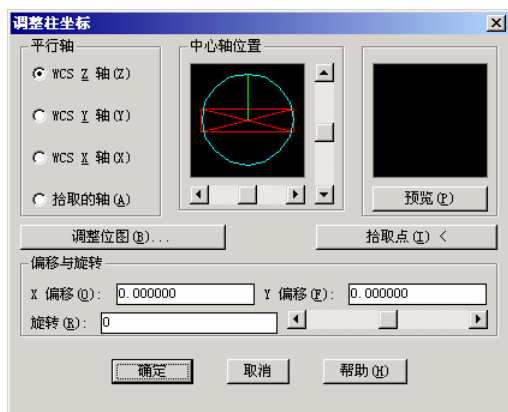 调整柱坐标
平行轴
WCS Z 轴(Z)
WCS Y 轴(Y)
WCS X 轴(X)
拾取的轴(A)
中心轴位置
预览(P)
调整位图(B)...
拾取点(I) <
偏移与旋转
X 偏移(O): 0.000000 Y 偏移(F): 0.000000
旋转(R): 0
确定 取消 帮助(H)